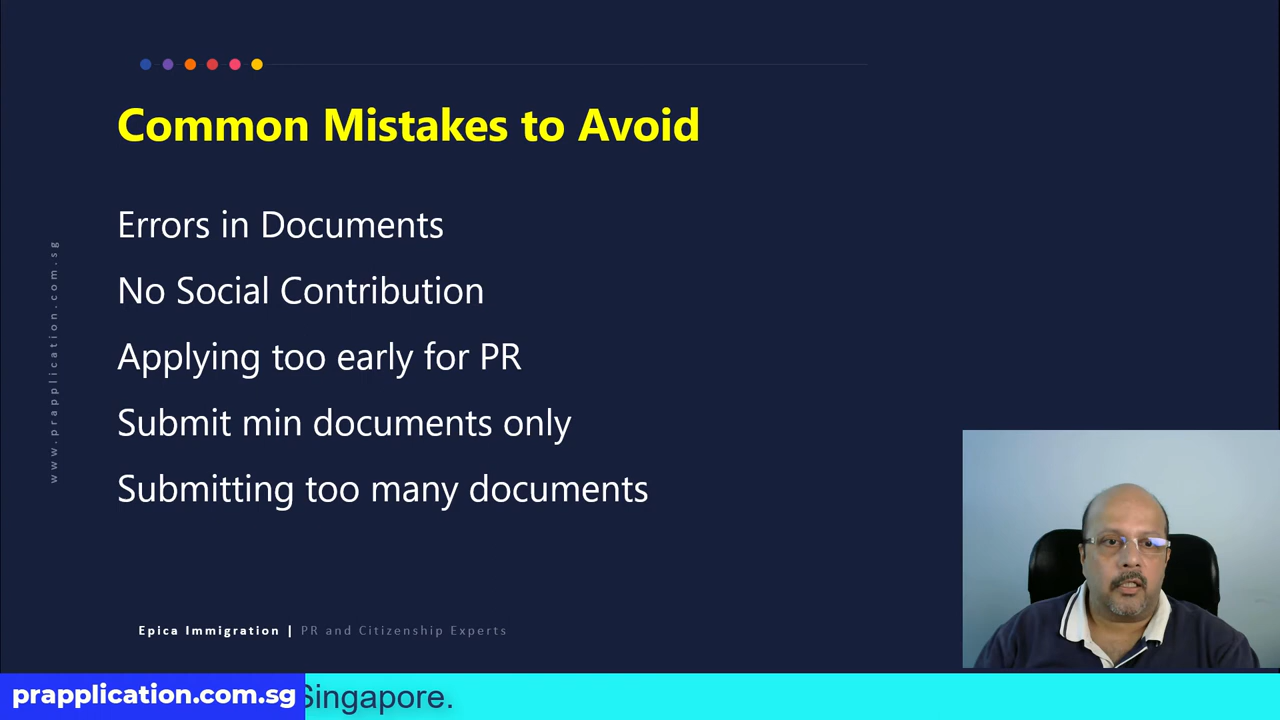 Common Mistakes to Avoid
Errors in Documents
No Social Contribution
Applying too early for PR
Submit min documents only
Submitting too many documents
www.prapplication.com.sg
Epica Immigration | PR and Citizenship Experts
prapplication.com.sg
Singapore.